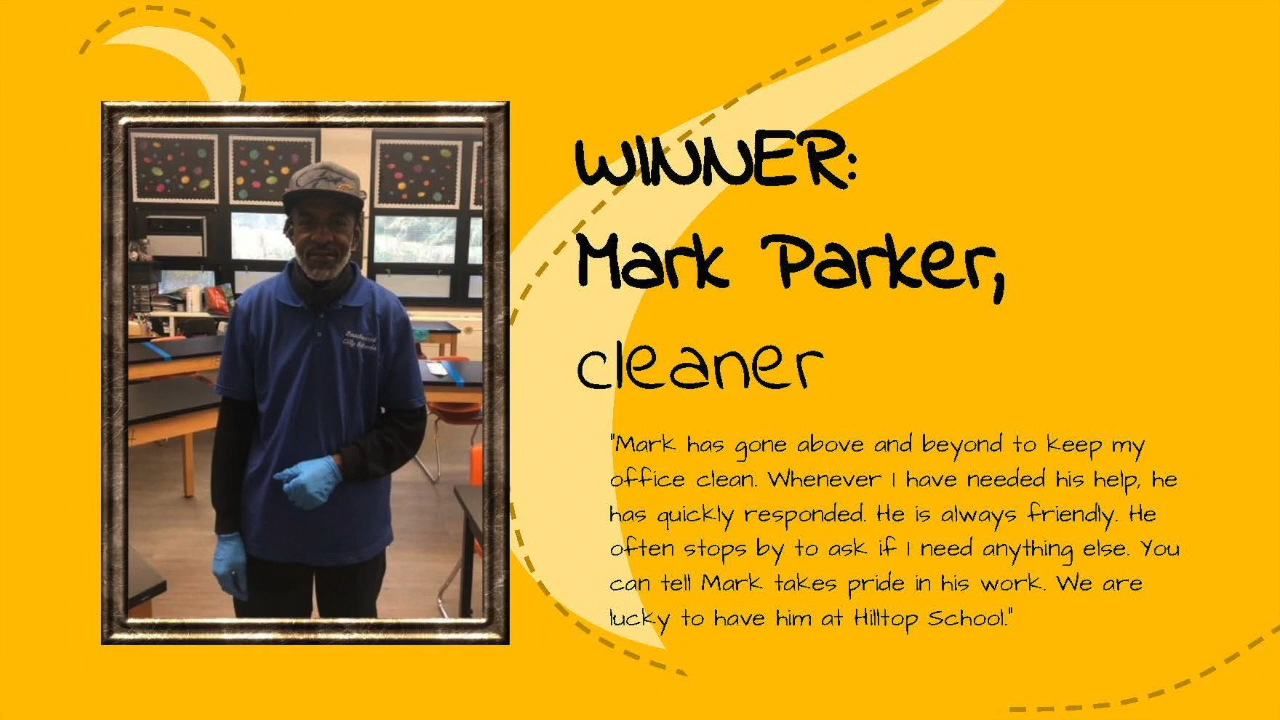 WINNER:
Mark Parker,
cleaner
"Mark has gone above and beyond to keep my
office clean. Whenever I have needed his help, he
has quickly responded. He is always friendly. He
often stops by to ask if I need anything else. You
can tell Mark takes pride in his work. We are
lucky to have him at Hilltop School."
City Schools